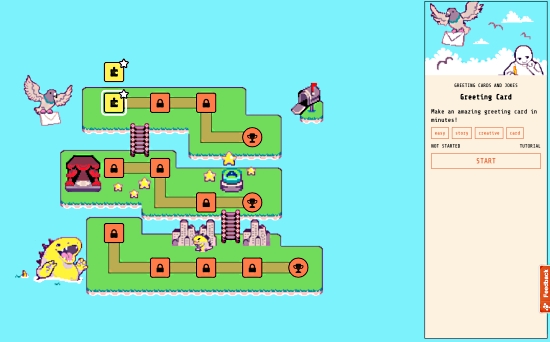 GREETING CARDS AND JOKES
Greeting Card
Make an amazing greeting card in
minutes!
easy story creative card
NOT STARTED TUTORIAL
START
Feedback